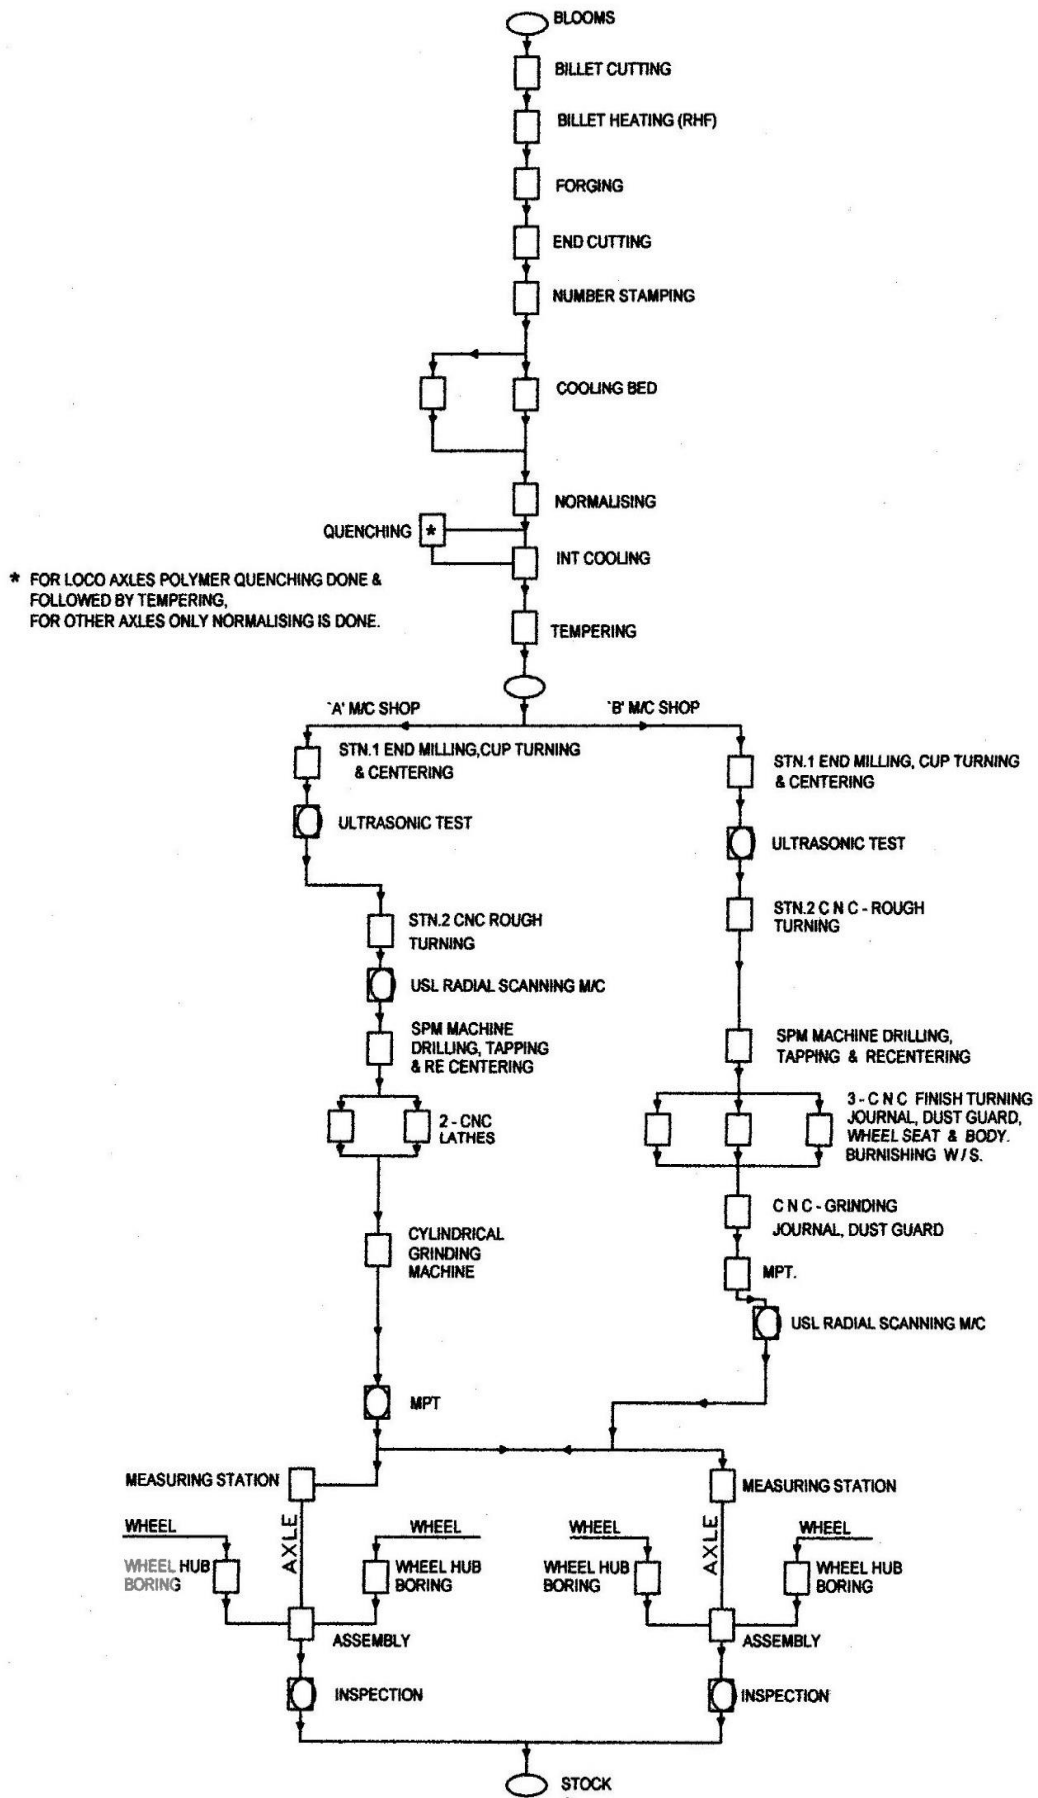 BLOOMS
BILLET CUTTING
BILLET HEATING (RHF)
FORGING
END CUTTING
NUMBER STAMPING
COOLING BED
NORMALISING
QUENCHING
*
INT COOLING
* FOR LOCO AXLES POLYMER QUENCHING DONE &
FOLLOWED BY TEMPERING,
FOR OTHER AXLES ONLY NORMALISING IS DONE.
TEMPERING
`A' M/C SHOP
`B' M/C SHOP
STN.1 END MILLING,CUP TURNING
& CENTERING
ULTRASONIC TEST
STN.2 CNC ROUGH
TURNING
USL RADIAL SCANNING M/C
SPM MACHINE
DRILLING, TAPPING
& RE CENTERING
2 - CNC
LATHES
CYLINDRICAL
GRINDING
MACHINE
MPT
STN.1 END MILLING, CUP TURNING
& CENTERING
ULTRASONIC TEST
STN.2 C N C - ROUGH
TURNING
SPM MACHINE DRILLING,
TAPPING & RECENTERING
3 - C N C FINISH TURNING
JOURNAL, DUST GUARD,
WHEEL SEAT & BODY.
BURNISHING W / S.
C N C - GRINDING
JOURNAL, DUST GUARD
MPT.
USL RADIAL SCANNING M/C
MEASURING STATION
WHEEL
WHEEL HUB
BORING
AXLE
WHEEL
WHEEL HUB
BORING
ASSEMBLY
INSPECTION
MEASURING STATION
WHEEL
WHEEL HUB
BORING
AXLE
WHEEL
WHEEL HUB
BORING
ASSEMBLY
INSPECTION
STOCK